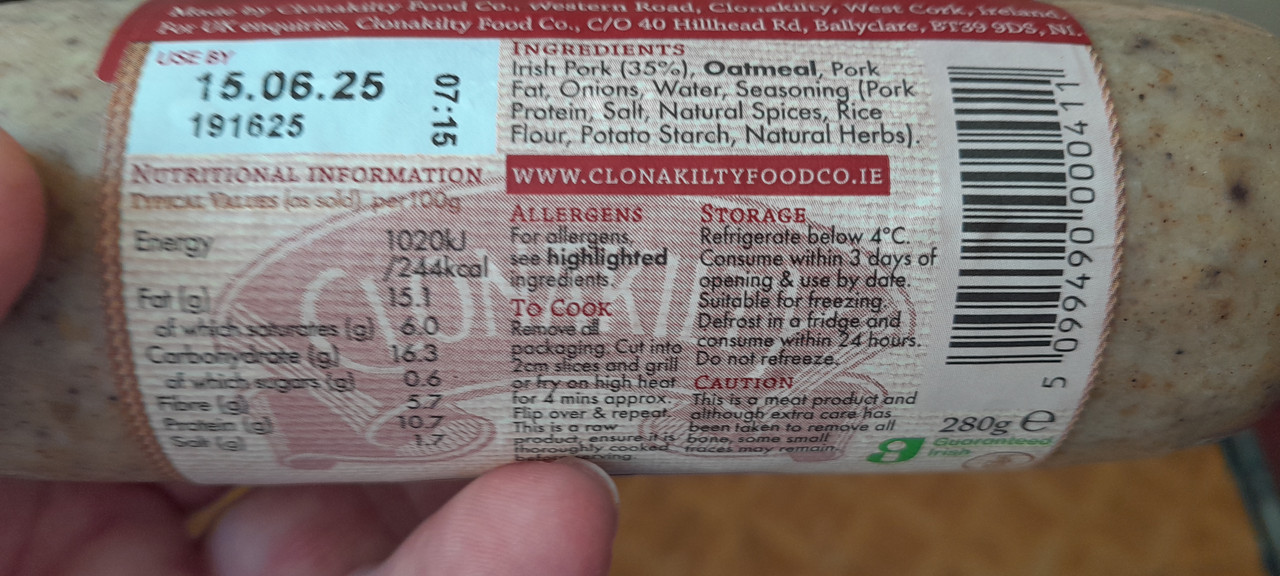 Made by Clonakilty Food Co., Western Road, Clonakilty, West Cork, Ireland.
For UK enquiries, Clonakilty Food Co., C/O 40 Hillhead Rd, Ballyclare, BT39 9DS, NI.
USE BY
15.06.25
191625
07:15
NUTRITIONAL INFORMATION
TYPICAL VALUES (as sold) per100g
Energy 1020kJ
/244kcal
Fat (g) 15.1
of which saturates (g) 6.0
Carbohydrate (g) 16.3
of which sugars (g) 0.6
Fibre (g) 5.7
Protein (g) 10.7
Salt (g) 1.7
INGREDIENTS
Irish Pork (35%), Oatmeal, Pork
Fat, Onions, Water, Seasoning (Pork
Protein, Salt, Natural Spices, Rice
Flour, Potato Starch, Natural Herbs).
WWW.CLONAKILTYFOODCO.IE
ALLERGENS
For allergens,
see highlighted
ingredients.
TO COOK
Remove all
packaging. Cut into
2cm slices and grill
or fry on high heat
for 4 mins approx.
Flip over & repeat.
This is a raw
product, ensure it is
thoroughly cooked
STORAGE
Refrigerate below 4°C.
Consume within 3 days of
opening & use by date.
Suitable for freezing.
Defrost in a fridge and
consume within 24 hours.
Do not refreeze.
CAUTION
This is a meat product and
although extra care has
been taken to remove all
bone, some small
traces may remain.
5 099490 000411
280g e
Guaranteed
Irish